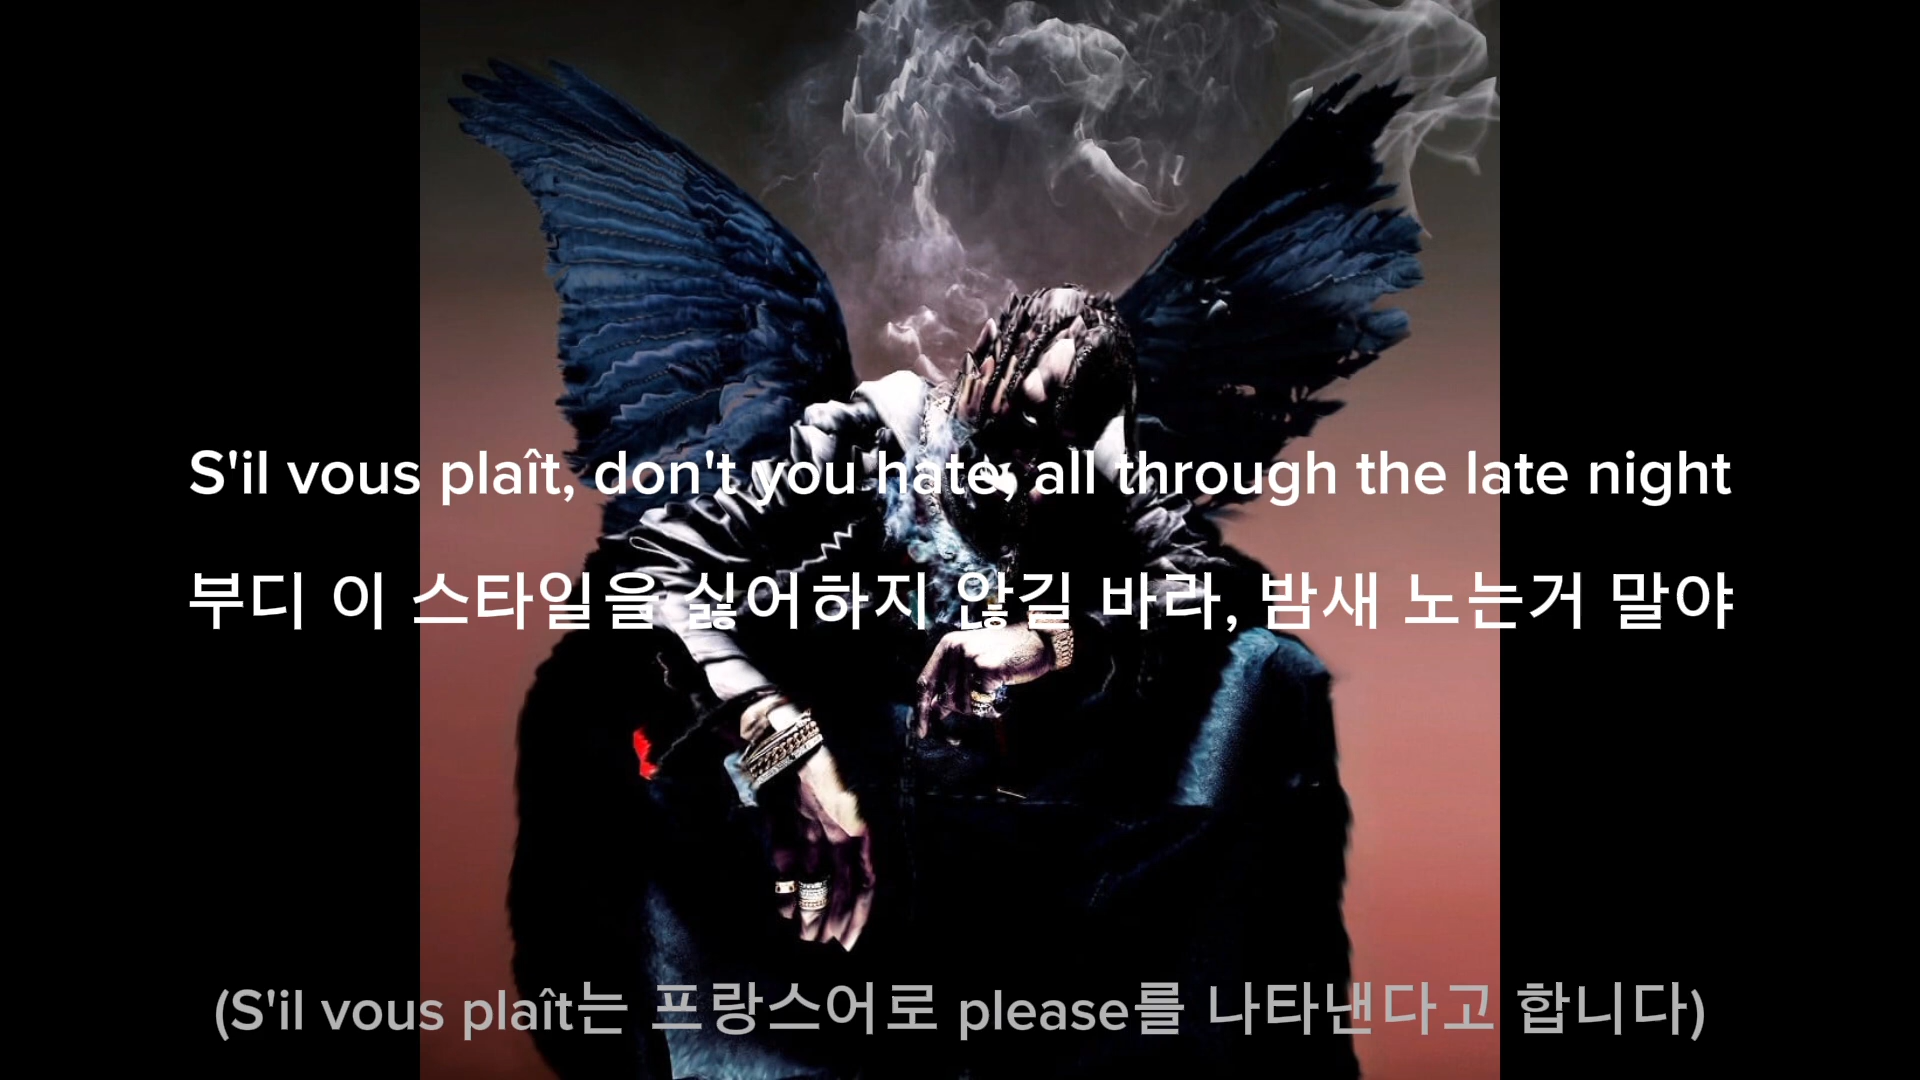 S'il vous plaît, don't you hate, all through the late night
부디 이 스타일을 싫어하지 않길 바라, 밤새 노는거 말야
(S'il vous plaît는 프랑스어로 please를 나타낸다고 합니다)